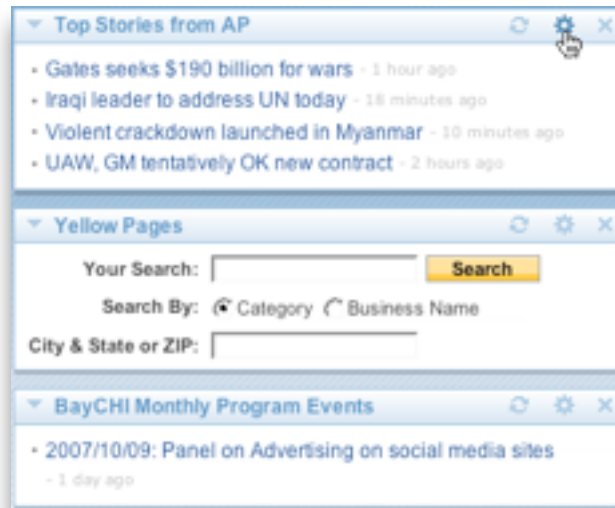 Top Stories from AP
Gates seeks $190 billion for wars - 1 hour ago
Iraqi leader to address UN today - 18 minutes ago
Violent crackdown launched in Myanmar - 10 minutes ago
UAW, GM tentatively OK new contract - 2 hours ago
Yellow Pages
Your Search: Search
Search By: Category Business Name
City & State or ZIP:
BayCHI Monthly Program Events
2007/10/09: Panel on Advertising on social media sites
- 1 day ago